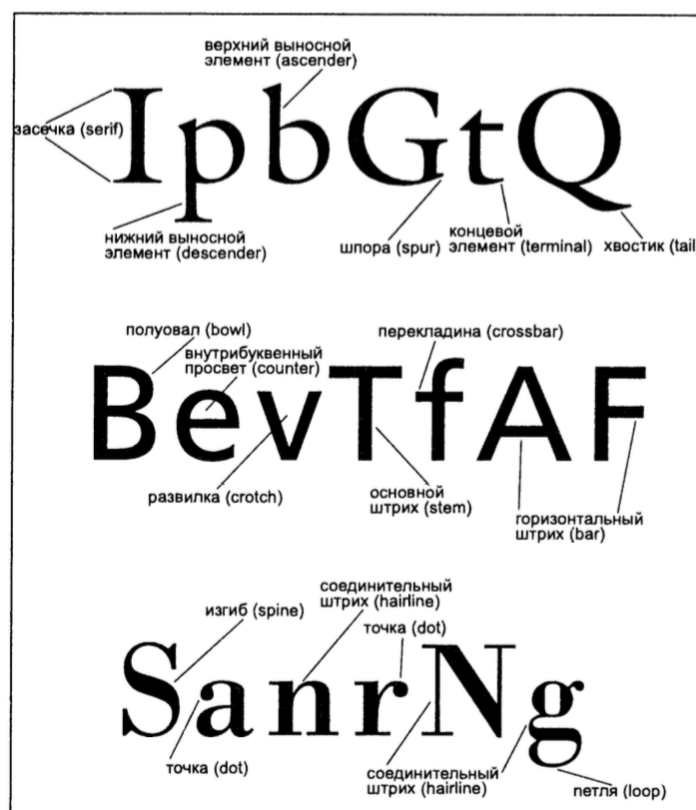 верхний выносной
элемент (ascender)
IpbGtQ
засечка (serif)
нижний выносной
элемент (descender)
шпора (spur)
концевой
элемент (terminal)
хвостик (tail
полуовал (bowl)
внутрибуквенный
просвет (counter)
перекладина (crossbar)
BevTfAF
развилка (crotch)
основной
штрих (stem)
горизонтальный
штрих (bar)
изгиб (spine)
соединительный
штрих (hairline)
точка (dot)
SanrNg
точка (dot)
соединительный
штрих (hairline)
петля (loop)